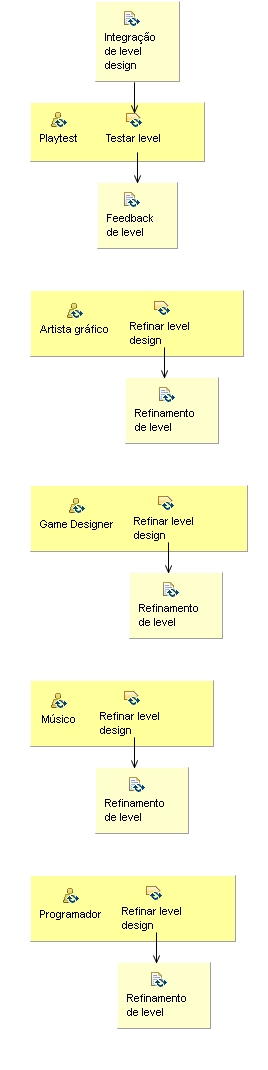 Integração
de level
design
Playtest
Testar level
Feedback
de level
Artista gráfico
Refinar level
design
Refinamento
de level
Game Designer
Refinar level
design
Refinamento
de level
Músico
Refinar level
design
Refinamento
de level
Programador
Refinar level
design
Refinamento
de level